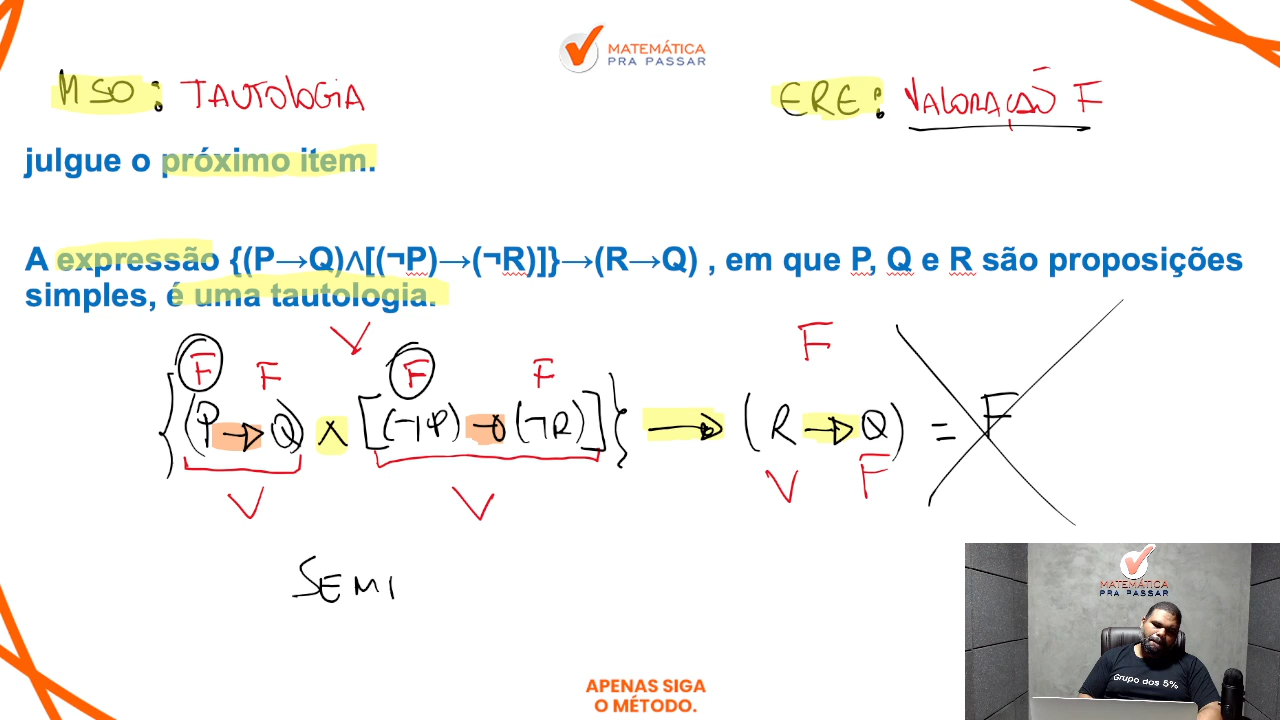 MATEMÁTICA
PRA PASSAR
MSO: TAUTOLOGIA
ERE: VALORAÇÃO F
julgue o próximo item.
A expressão {(P→Q)∧[(¬P)→(¬R)]}→(R→Q) , em que P, Q e R são proposições
simples, é uma tautologia.
V
F
F F F F
{(P→Q) ∧ [(¬P)→(¬R)]} → (R→Q) = F
V V V F
SEMI
MATEMÁTICA
PRA PASSAR
Grupo dos 5%
APENAS SIGA
O MÉTODO.